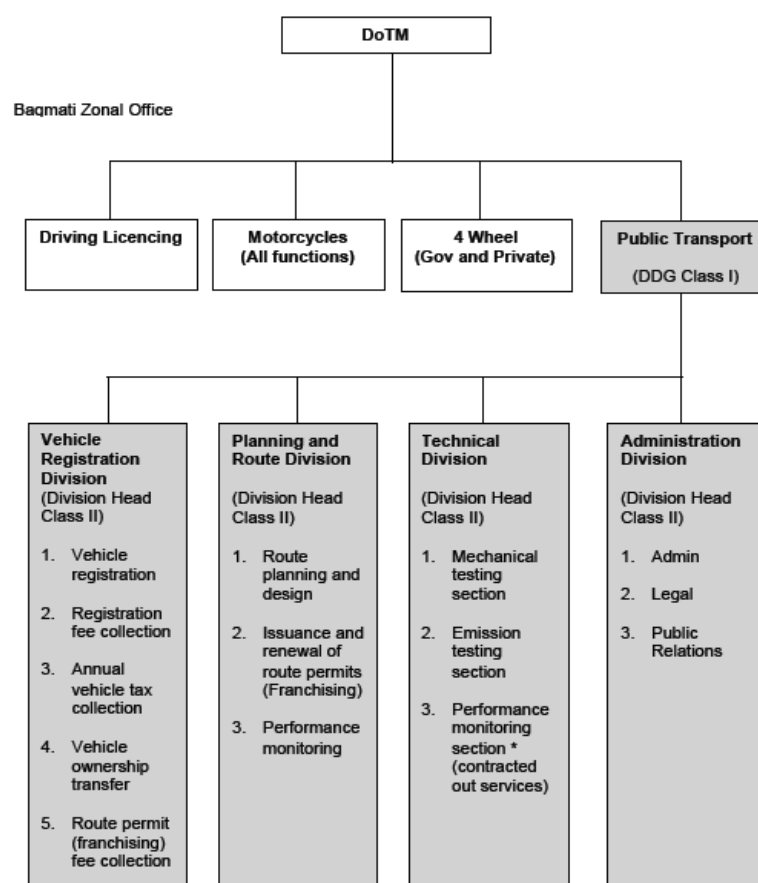 DoTM
Bagmati Zonal Office
Driving Licencing
Motorcycles
(All functions)
4 Wheel
(Gov and Private)
Public Transport
(DDG Class I)
Vehicle
Registration
Division
(Division Head
Class II)
1. Vehicle
registration
2. Registration
fee collection
3. Annual
vehicle tax
collection
4. Vehicle
ownership
transfer
5. Route permit
(franchising)
fee collection
Planning and
Route Division
(Division Head
Class II)
1. Route
planning and
design
2. Issuance and
renewal of
route permits
(Franchising)
3. Performance
monitoring
Technical
Division
(Division Head
Class II)
1. Mechanical
testing
section
2. Emission
testing
section
3. Performance
monitoring
section *
(contracted
out services)
Administration
Division
(Division Head
Class II)
1. Admin
2. Legal
3. Public
Relations